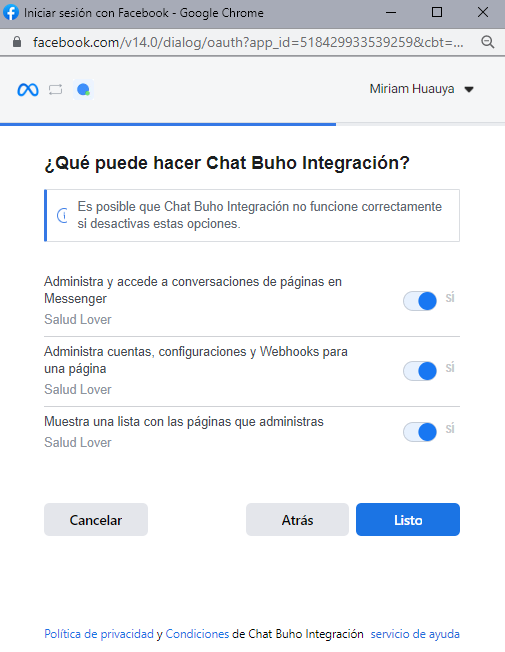 Iniciar sesión con Facebook - Google Chrome
facebook.com/v14.0/dialog/oauth?app_id=518429933539259&cbt=...
Miriam Huauya
¿Qué puede hacer Chat Buho Integración?
Es posible que Chat Buho Integración no funcione correctamente
si desactivas estas opciones.
Administra y accede a conversaciones de páginas en
Messenger
Sí
Salud Lover
Administra cuentas, configuraciones y Webhooks para
una página
Sí
Salud Lover
Muestra una lista con las páginas que administras
Sí
Salud Lover
Cancelar
Atrás
Listo
Política de privacidad y Condiciones de Chat Buho Integración servicio de ayuda